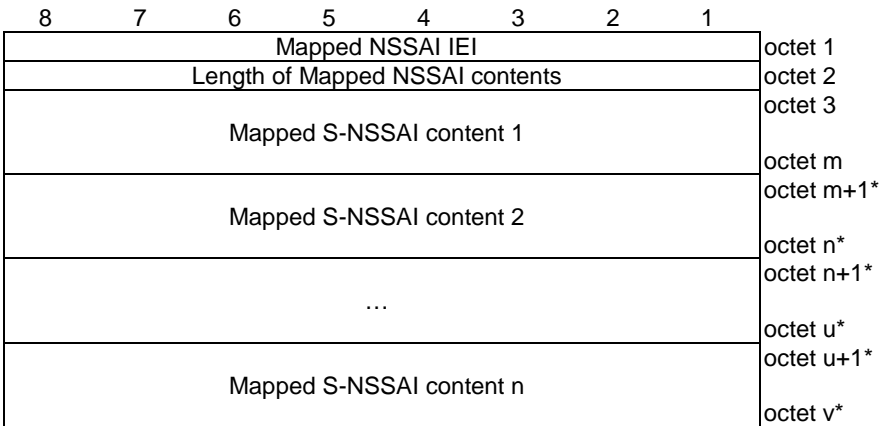 8 7 6 5 4 3 2 1
Mapped NSSAI IEI octet 1
Length of Mapped NSSAI contents octet 2
octet 3
Mapped S-NSSAI content 1
octet m
octet m+1*
Mapped S-NSSAI content 2
octet n*
octet n+1*
…
octet u*
octet u+1*
Mapped S-NSSAI content n
octet v*